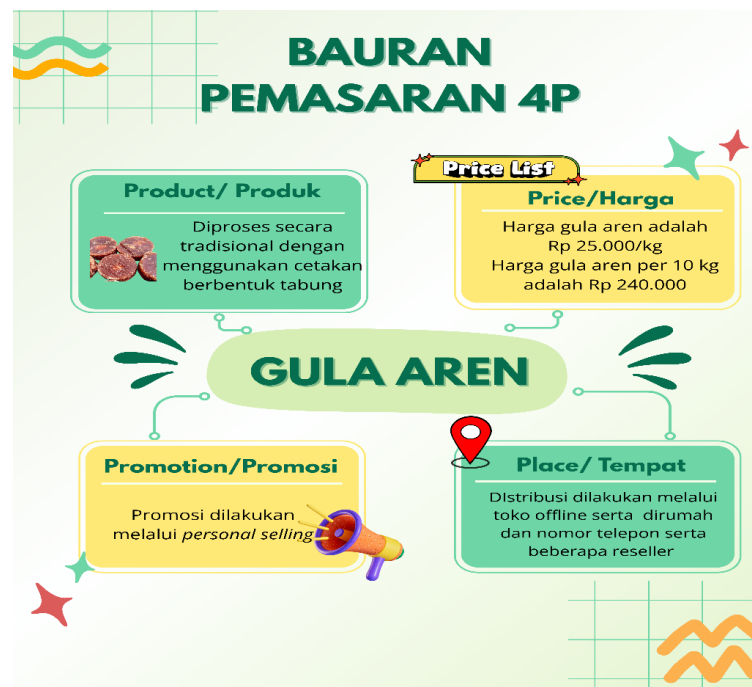 BAURAN
PEMASARAN 4P
Product/ Produk
Diproses secara
tradisional dengan
menggunakan cetakan
berbentuk tabung
Price List
Price/Harga
Harga gula aren adalah
Rp 25.000/kg
Harga gula aren per 10 kg
adalah Rp 240.000
GULA AREN
Promotion/Promosi
Promosi dilakukan
melalui personal selling
Place/ Tempat
DIstribusi dilakukan melalui
toko offline serta dirumah
dan nomor telepon serta
beberapa reseller